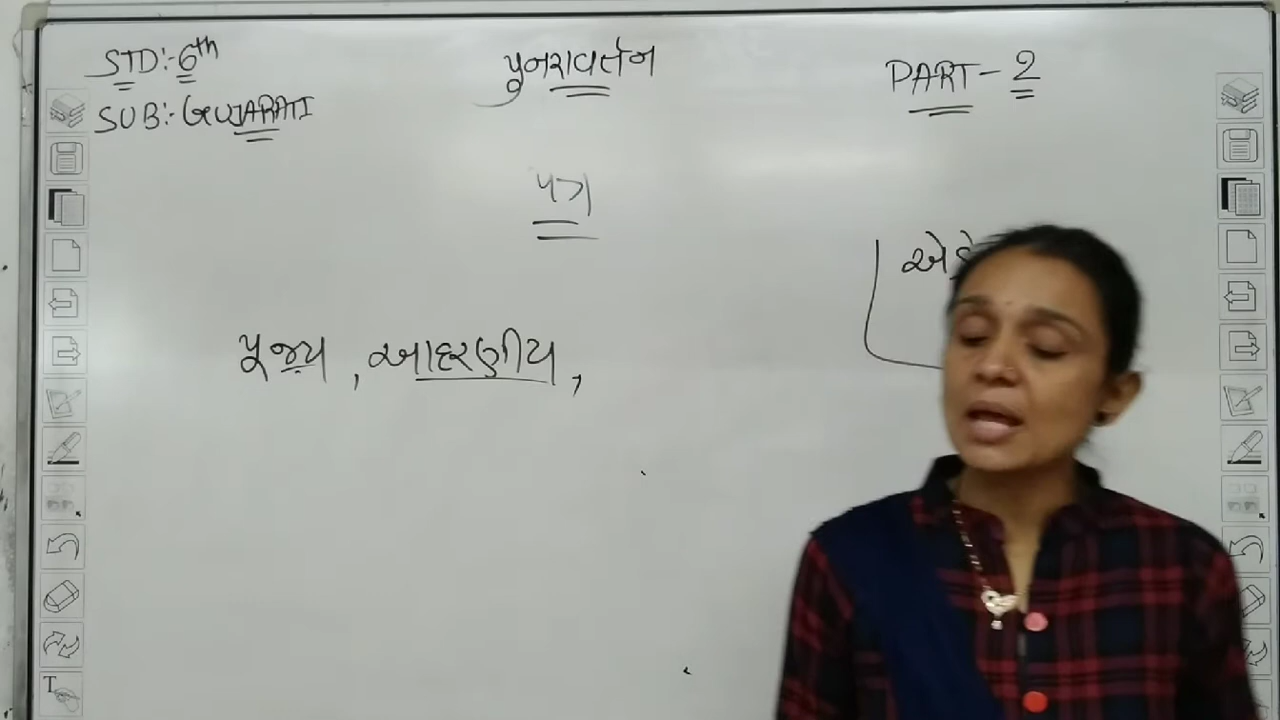 STD:- 6th
SUB:- GUJARATI
પુનરાવર્તન
PART - 2
પત્ર
પૂજ્ય , આદરણીય ,
T